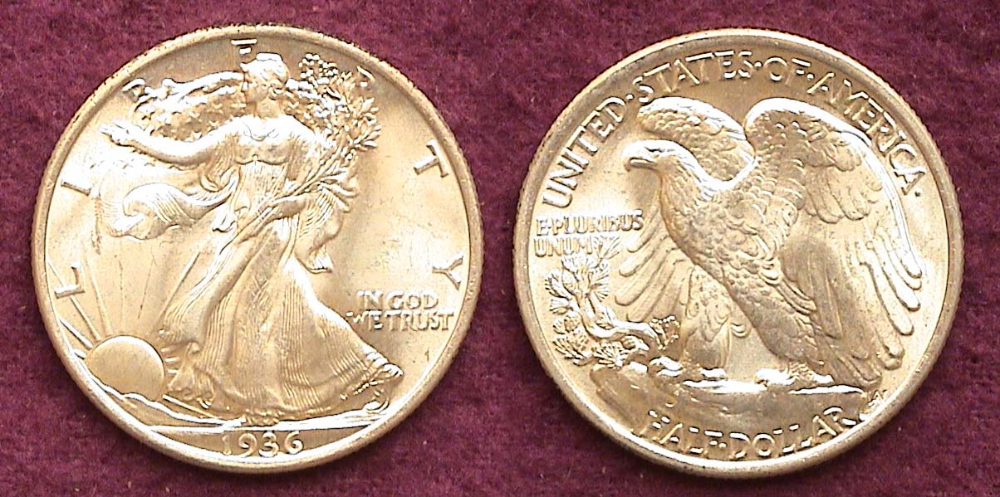 LIBERTY
IN GOD
WE TRUST
1936
UNITED·STATES·OF·AMERICA·
E·PLURIBUS
UNUM
HALF·DOLLAR